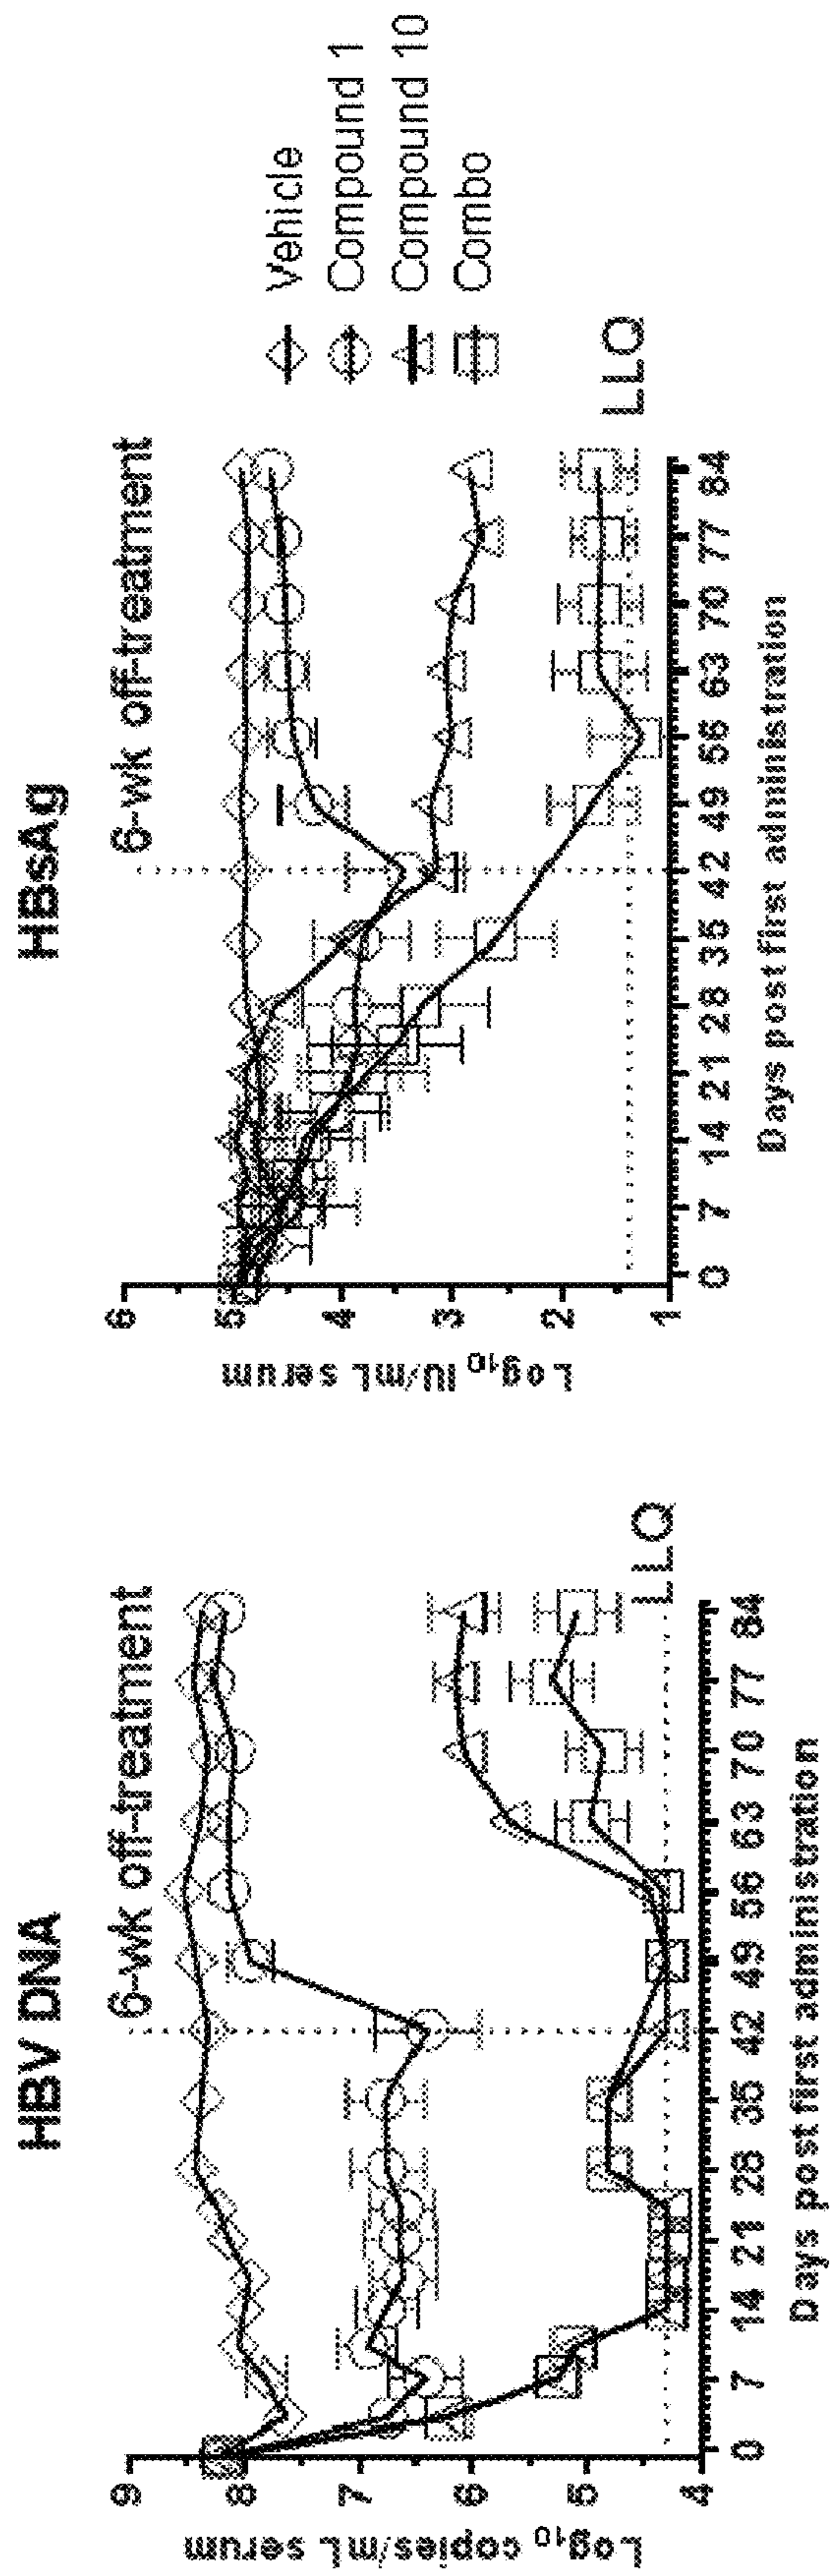 HBV DNA
6-wk off-treatment
Log10 copies/mL serum
9
8
7
6
5
4
LLQ
0 7 14 21 28 35 42 49 56 63 70 77 84
Days post first administration
HBsAg
6-wk off-treatment
Log10 IU/mL serum
6
5
4
3
2
1
LLQ
0 7 14 21 28 35 42 49 56 63 70 77 84
Days post first administration
Vehicle
Compound 1
Compound 10
Combo